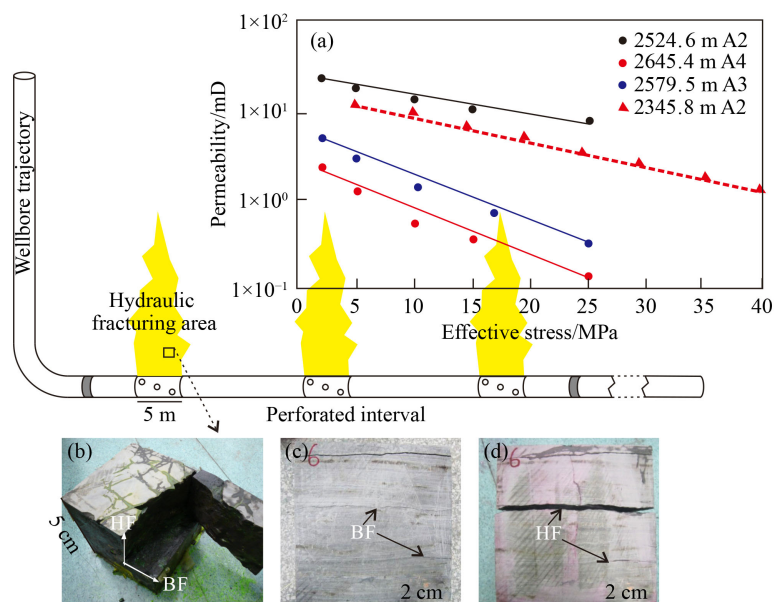 (a)
1×10²
1×10¹
1×10⁰
1×10⁻¹
Permeability/mD
2524.6 m A2
2645.4 m A4
2579.5 m A3
2345.8 m A2
0
5
10
15
20
25
30
35
40
Effective stress/MPa
Wellbore trajectory
Hydraulic
fracturing area
5 m
Perforated interval
(b)
HF
BF
5 cm
(c)
6
BF
2 cm
(d)
6
HF
2 cm